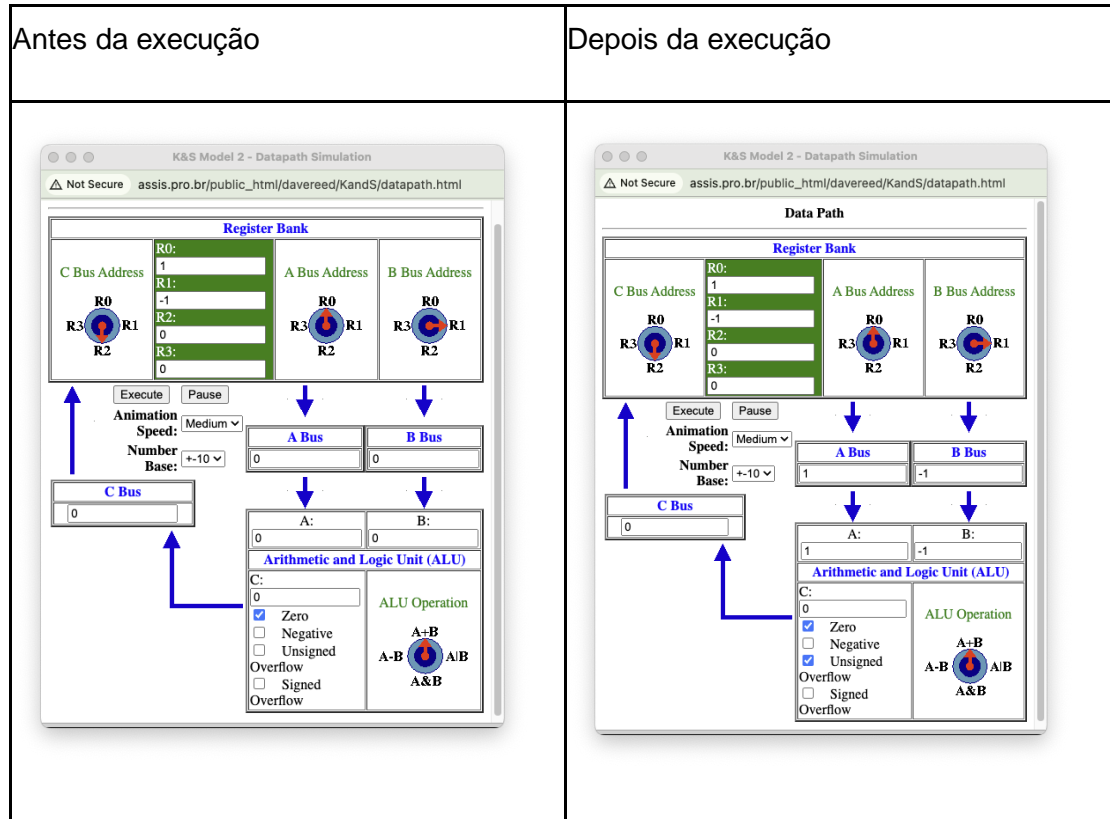 Antes da execução
Depois da execução
K&S Model 2 - Datapath Simulation
Not Secure assis.pro.br/public_html/davereed/KandS/datapath.html
Register Bank
C Bus Address
R0
R3 R1
R2
R0:
1
R1:
-1
R2:
0
R3:
0
A Bus Address
R0
R3 R1
R2
B Bus Address
R0
R3 R1
R2
Execute Pause
Animation
Speed: Medium
Number
Base: +-10
A Bus
0
B Bus
0
C Bus
0
A:
0
B:
0
Arithmetic and Logic Unit (ALU)
C:
0
Zero
Negative
Unsigned
Overflow
Signed
Overflow
ALU Operation
A+B
A-B A|B
A&B
K&S Model 2 - Datapath Simulation
Not Secure assis.pro.br/public_html/davereed/KandS/datapath.html
Data Path
Register Bank
C Bus Address
R0
R3 R1
R2
R0:
1
R1:
-1
R2:
0
R3:
0
A Bus Address
R0
R3 R1
R2
B Bus Address
R0
R3 R1
R2
Execute Pause
Animation
Speed: Medium
Number
Base: +-10
A Bus
1
B Bus
-1
C Bus
0
A:
1
B:
-1
Arithmetic and Logic Unit (ALU)
C:
0
Zero
Negative
Unsigned
Overflow
Signed
Overflow
ALU Operation
A+B
A-B A|B
A&B